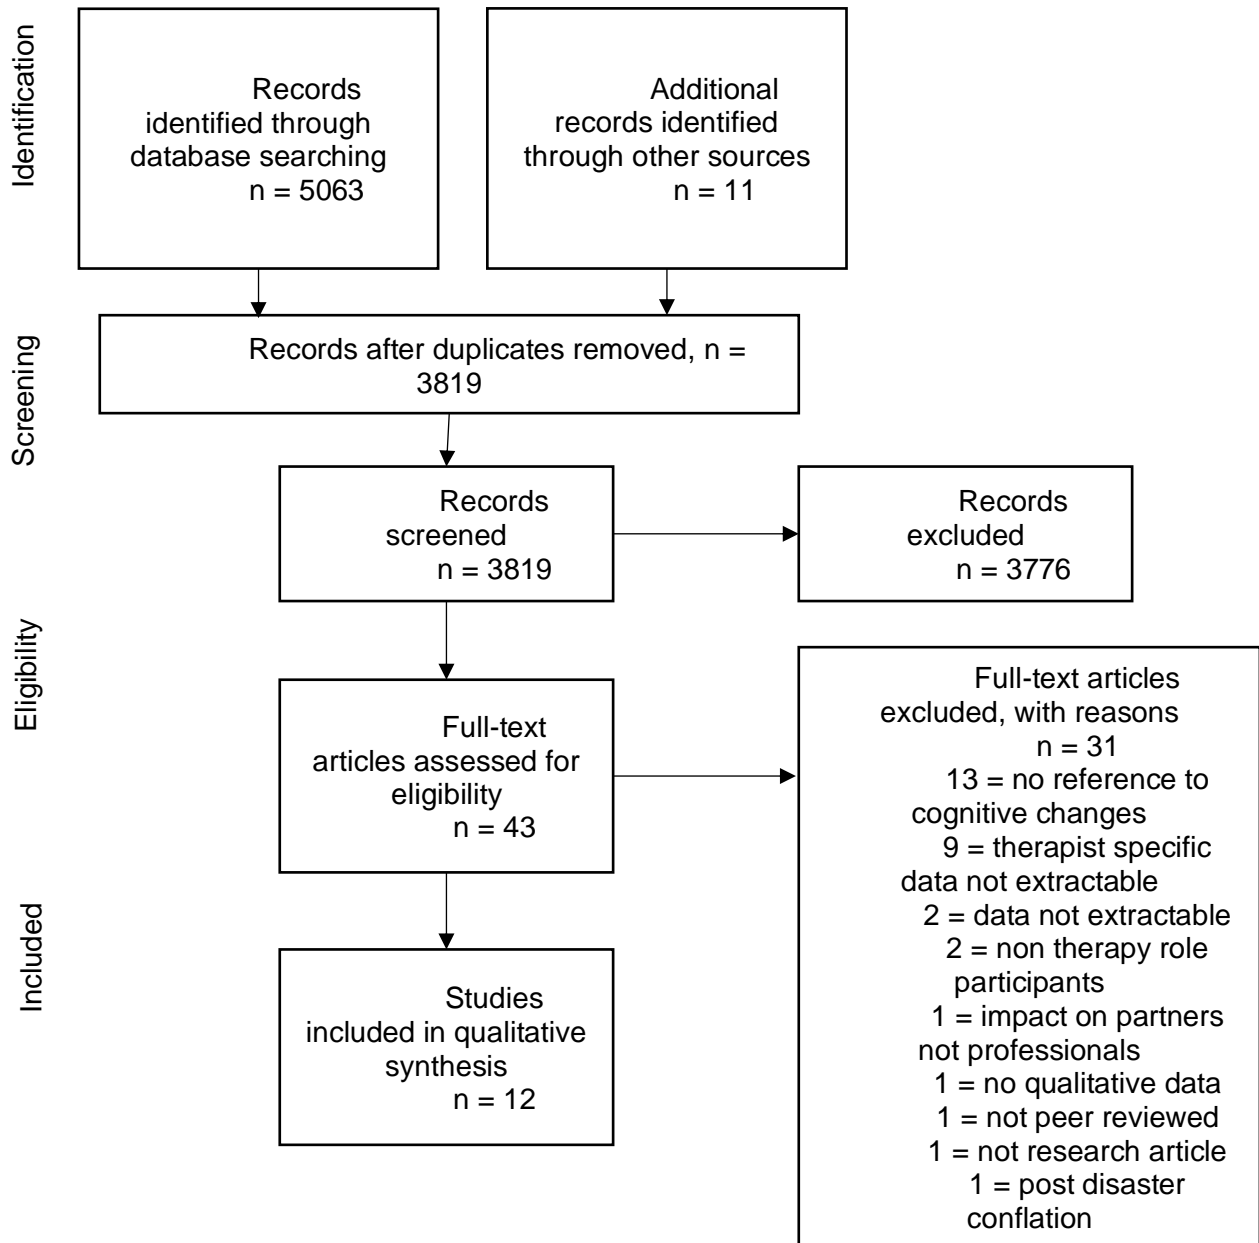 Identification
Records
identified through
database searching
n = 5063
Additional
records identified
through other sources
n = 11
Screening
Records after duplicates removed, n =
3819
Records
screened
n = 3819
Records
excluded
n = 3776
Eligibility
Full-text
articles assessed for
eligibility
n = 43
Full-text articles
excluded, with reasons
n = 31
13 = no reference to
cognitive changes
9 = therapist specific
data not extractable
2 = data not extractable
2 = non therapy role
participants
1 = impact on partners
not professionals
1 = no qualitative data
1 = not peer reviewed
1 = not research article
1 = post disaster
conflation
Included
Studies
included in qualitative
synthesis
n = 12